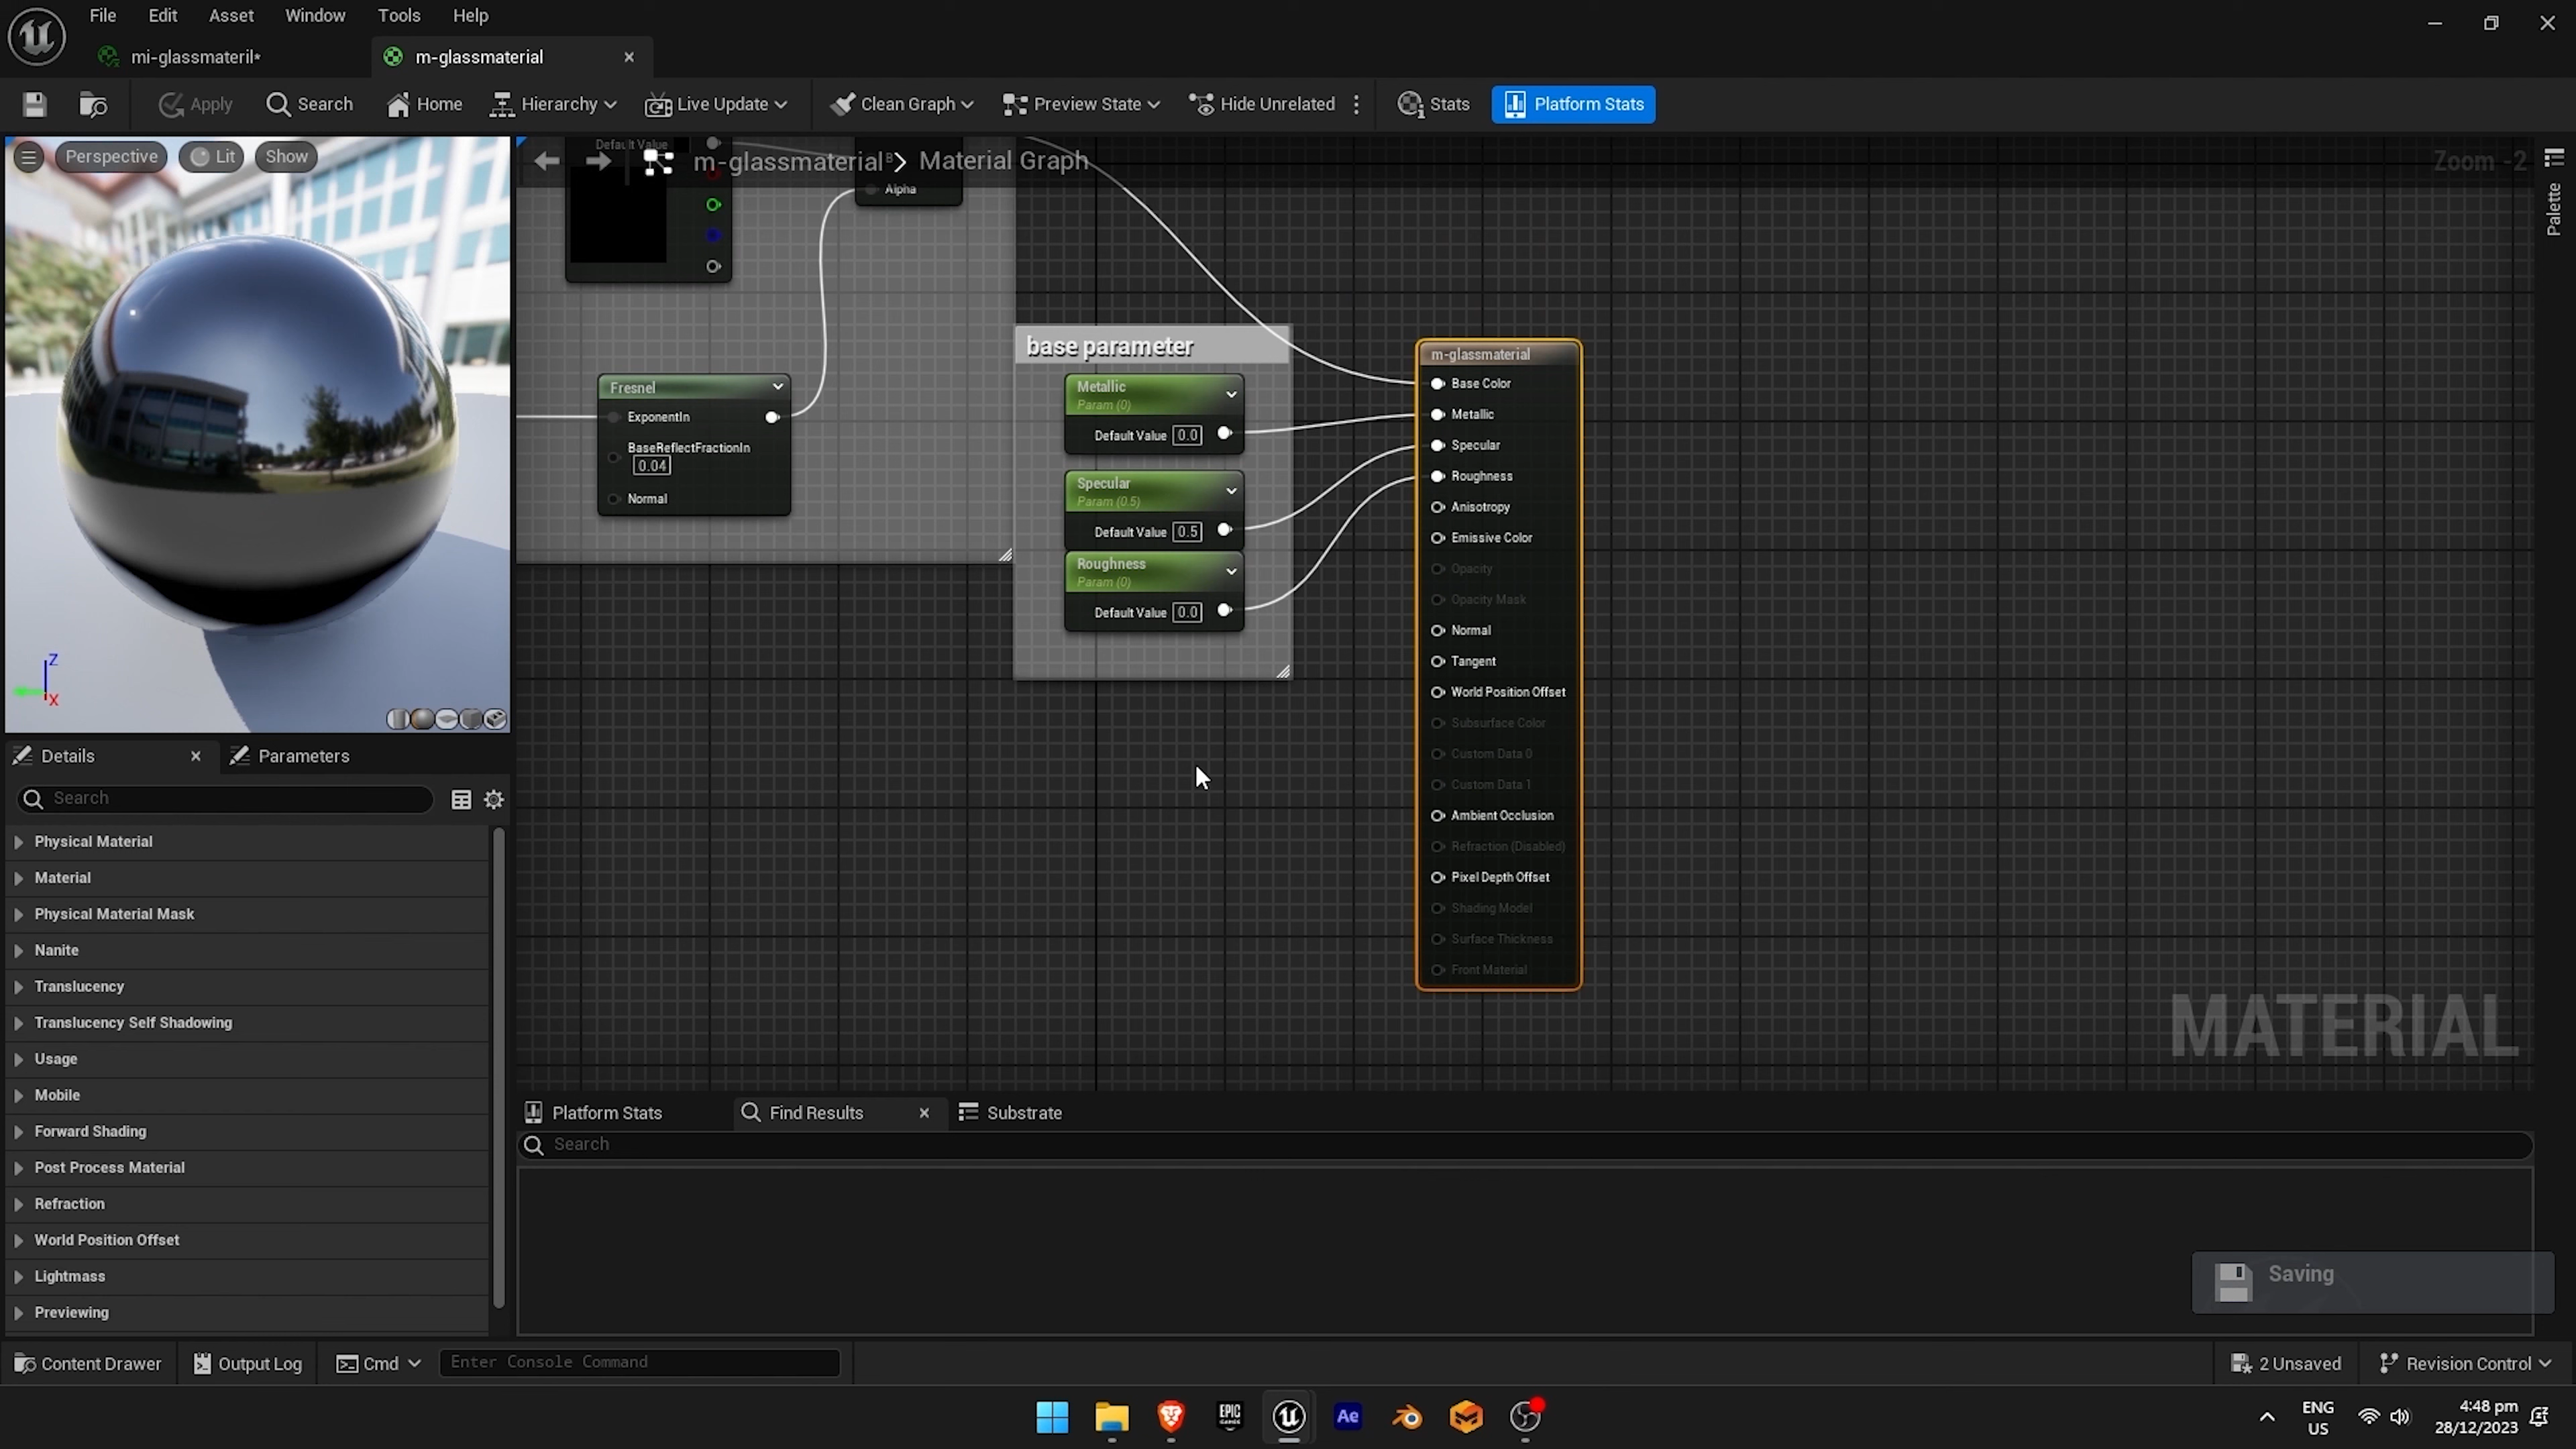 File Edit Asset Window Tools Help
mi-glassmateril* m-glassmaterial
Apply Search Home Hierarchy Live Update Clean Graph Preview State Hide Unrelated Stats Platform Stats
Perspective Lit Show
Default Value
B
Alpha
m-glassmaterial > Material Graph
Zoom -2
Palette
Fresnel
ExponentIn
BaseReflectFractionIn
0.04
Normal
base parameter
Metallic
Param (0)
Default Value 0.0
Specular
Param (0.5)
Default Value 0.5
Roughness
Param (0)
Default Value 0.0
m-glassmaterial
Base Color
Metallic
Specular
Roughness
Anisotropy
Emissive Color
Opacity
Opacity Mask
Normal
Tangent
World Position Offset
Subsurface Color
Custom Data 0
Custom Data 1
Ambient Occlusion
Refraction (Disabled)
Pixel Depth Offset
Shading Model
Surface Thickness
Front Material
MATERIAL
Z
X
Details Parameters
Search
Physical Material
Material
Physical Material Mask
Nanite
Translucency
Translucency Self Shadowing
Usage
Mobile
Forward Shading
Post Process Material
Refraction
World Position Offset
Lightmass
Previewing
Platform Stats Find Results Substrate
Search
Saving
Content Drawer Output Log Cmd Enter Console Command 2 Unsaved Revision Control
EPIC GAMES
Ae
ENG
US
4:48 pm
28/12/2023